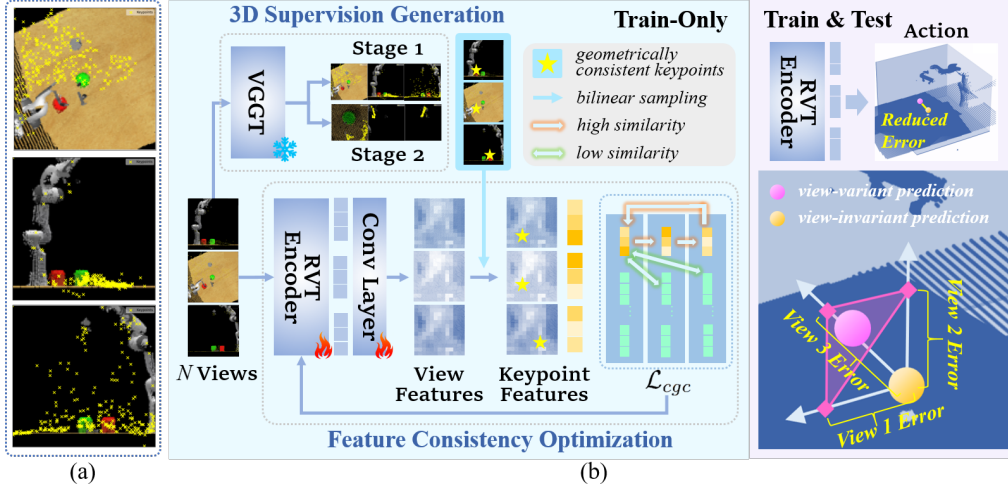 3D Supervision Generation
Train-Only
Train & Test
VGGT
Stage 1
Stage 2
geometrically
consistent keypoints
bilinear sampling
high similarity
low similarity
RVT
Encoder
Action
Reduced
Error
N Views
RVT
Encoder
Conv Layer
View
Features
Keypoint
Features
ℒcgc
Feature Consistency Optimization
view-variant prediction
view-invariant prediction
View 3 Error
View 2 Error
View 1 Error
(a)
(b)